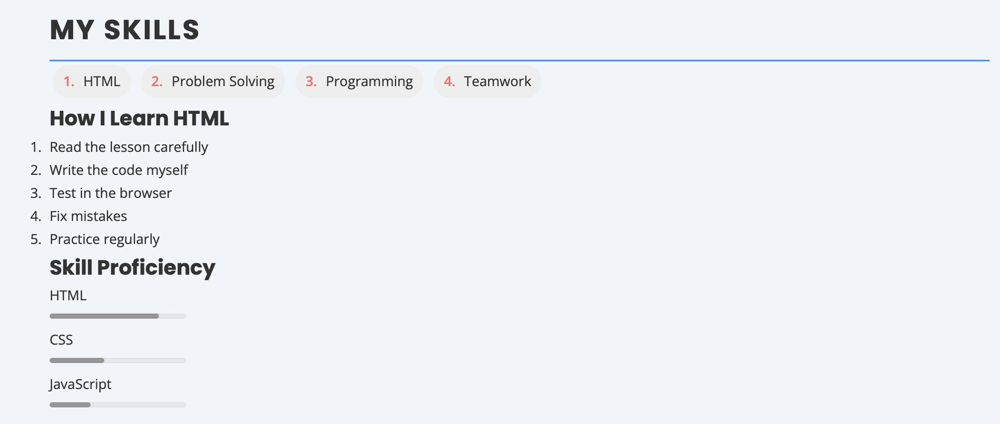 MY SKILLS
1. HTML 2. Problem Solving 3. Programming 4. Teamwork
How I Learn HTML
1. Read the lesson carefully
2. Write the code myself
3. Test in the browser
4. Fix mistakes
5. Practice regularly
Skill Proficiency
HTML
CSS
JavaScript